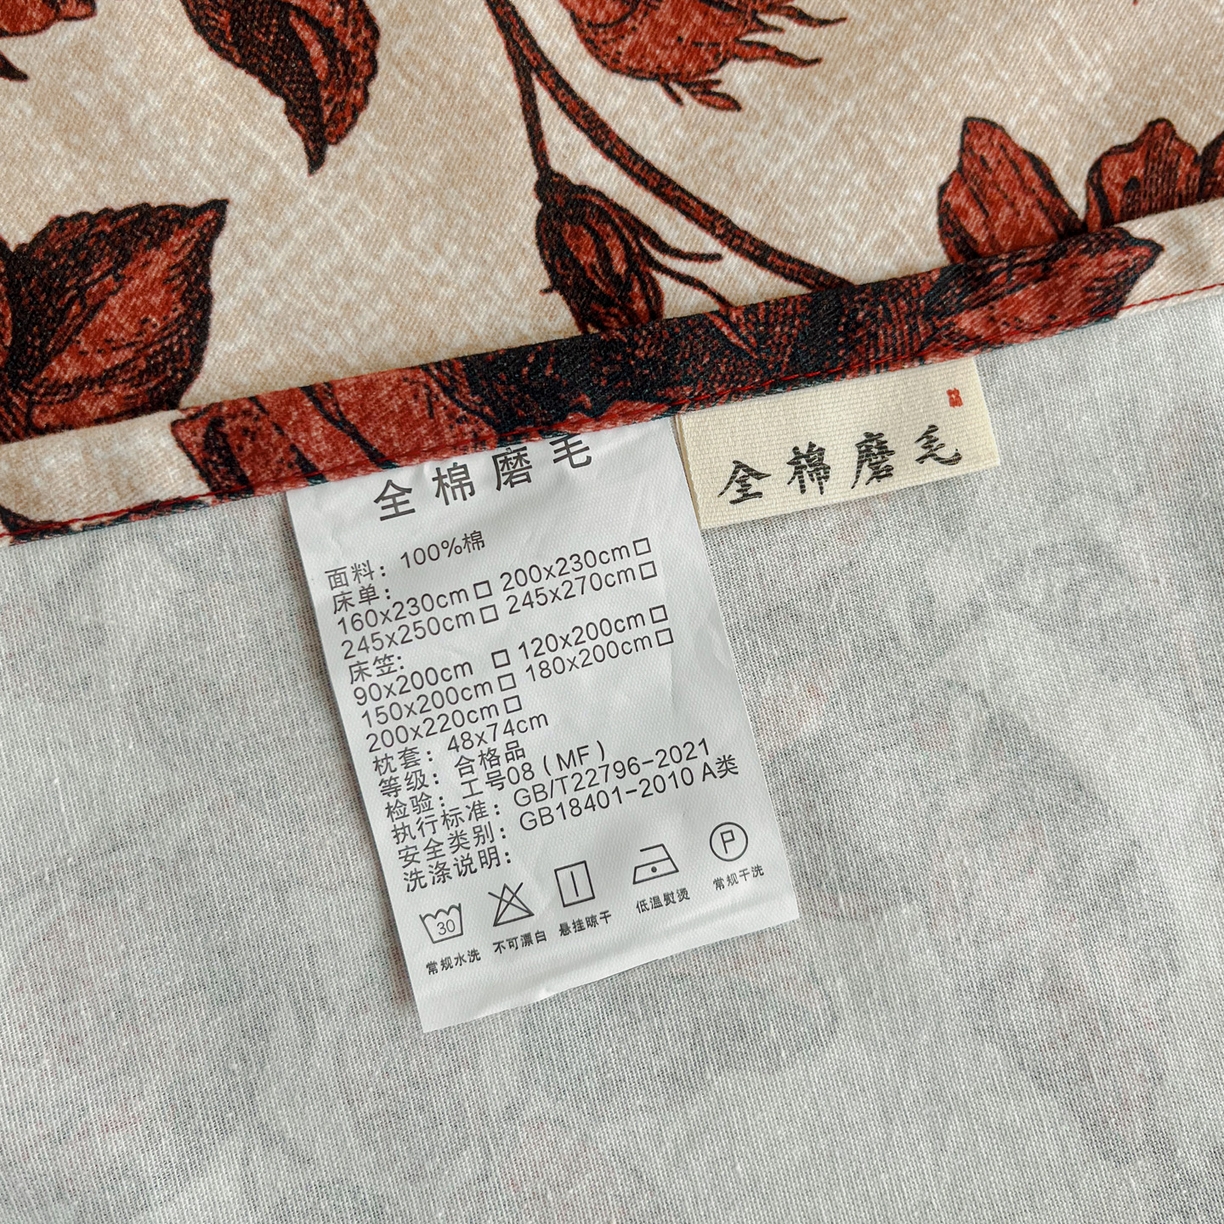 全棉磨毛
面料：100%棉
床单：
160x230cm□ 200x230cm□
245x250cm□ 245x270cm□
床笠:
90x200cm □ 120x200cm□
150x200cm□ 180x200cm□
200x220cm□
枕套：48x74cm
等级：合格品
检验：工号08（MF）
执行标准：GB/T22796-2021
安全类别：GB18401-2010 A类
洗涤说明：
30 P
常规水洗 不可漂白 悬挂晾干 低温熨烫 常规干洗
全棉磨毛